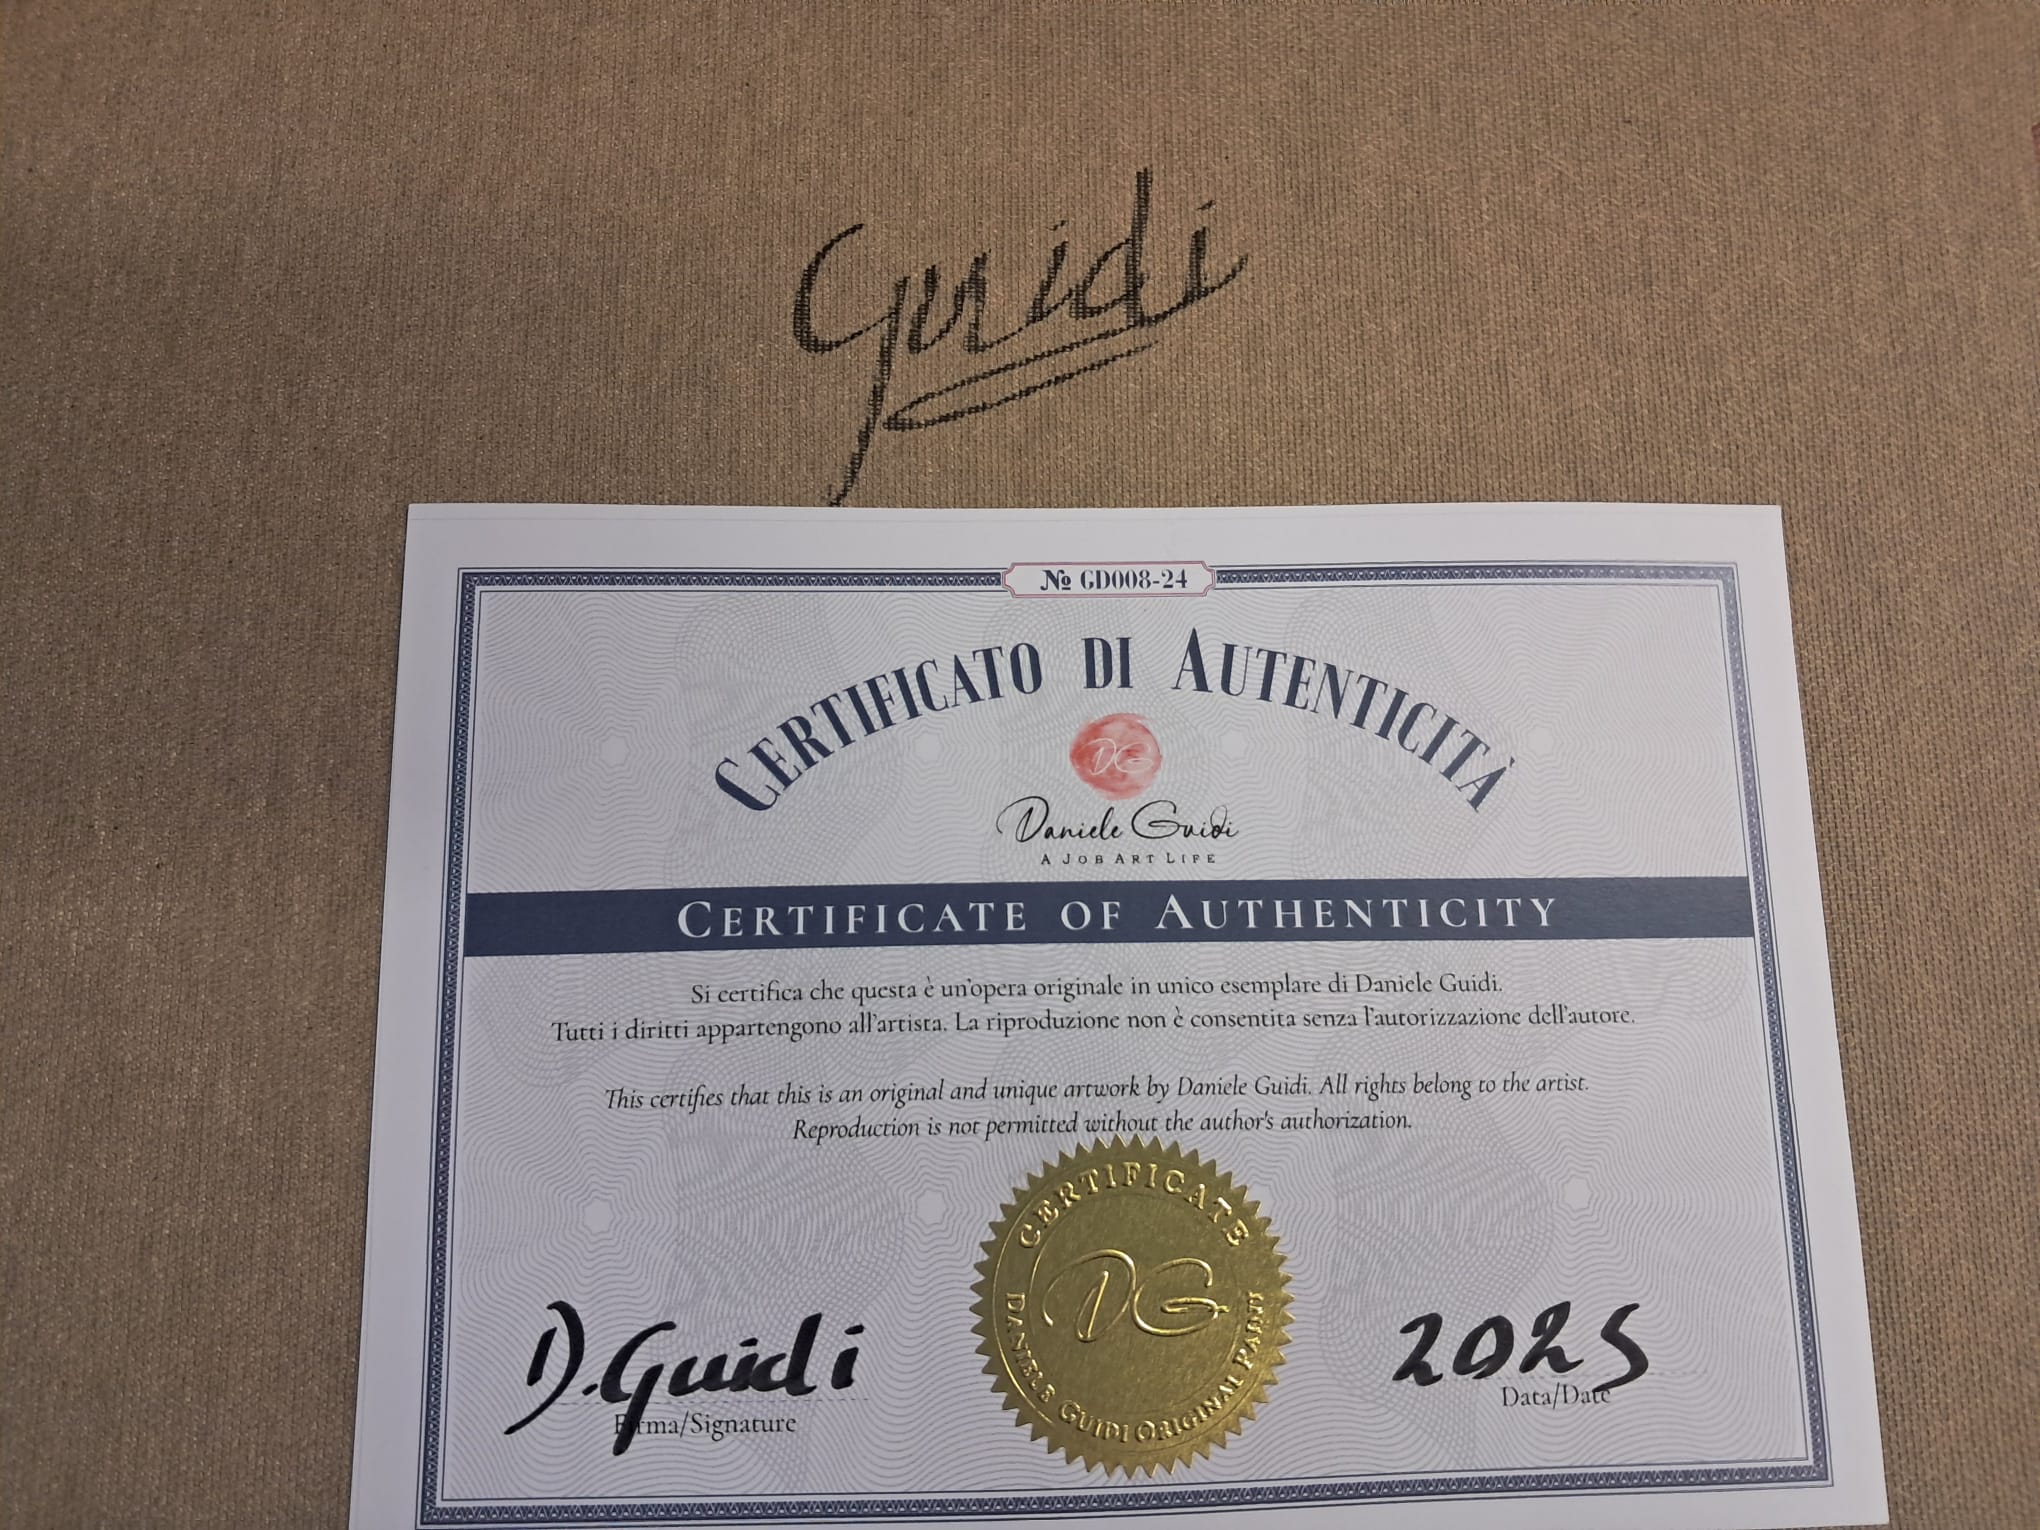 Guidi
№ GD008-24
CERTIFICATO DI AUTENTICITÀ
DG
Daniele Guidi
A JOB ART LIFE
CERTIFICATE OF AUTHENTICITY
Si certifica che questa è un'opera originale in unico esemplare di Daniele Guidi.
Tutti i diritti appartengono all'artista. La riproduzione non è consentita senza l'autorizzazione dell'autore.
This certifies that this is an original and unique artwork by Daniele Guidi. All rights belong to the artist.
Reproduction is not permitted without the author's authorization.
CERTIFICATE
DG
DANIELE GUIDI ORIGINAL PAINT
D. Guidi
Firma/Signature
2025
Data/Date